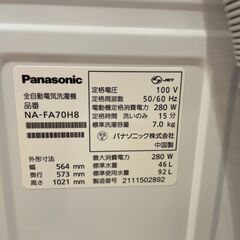 Panasonic
JET
全自動電気洗濯機
品番
NA-FA70H8
定格電圧 100 V
定格周波数 50/60 Hz
電動機定格消費電力 280 W
定格時間 洗いのみ 15 分
標準洗濯容量 7.0 kg
パナソニック株式会社
中国製
外形寸法
幅 564 mm
奥行 573 mm
高さ 1021 mm
最大消費電力 280 W
標準水量 46 L
標準使用水量 92 L
製造番号 2111502892